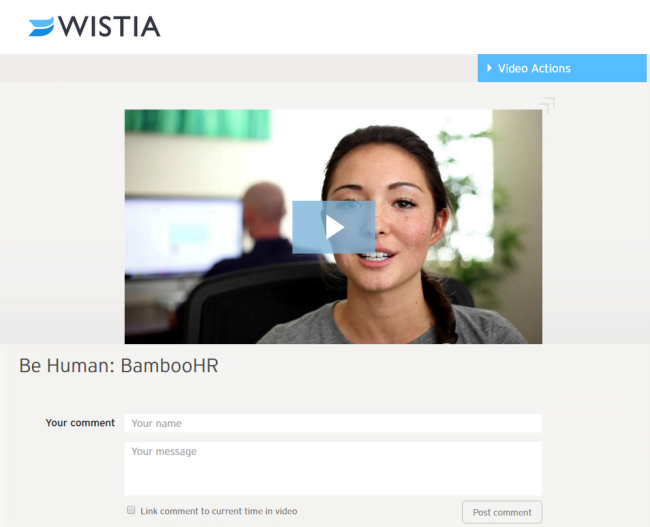 WISTIA
Video Actions
Be Human: BambooHR
Your comment
Your name
Your message
Link comment to current time in video
Post comment